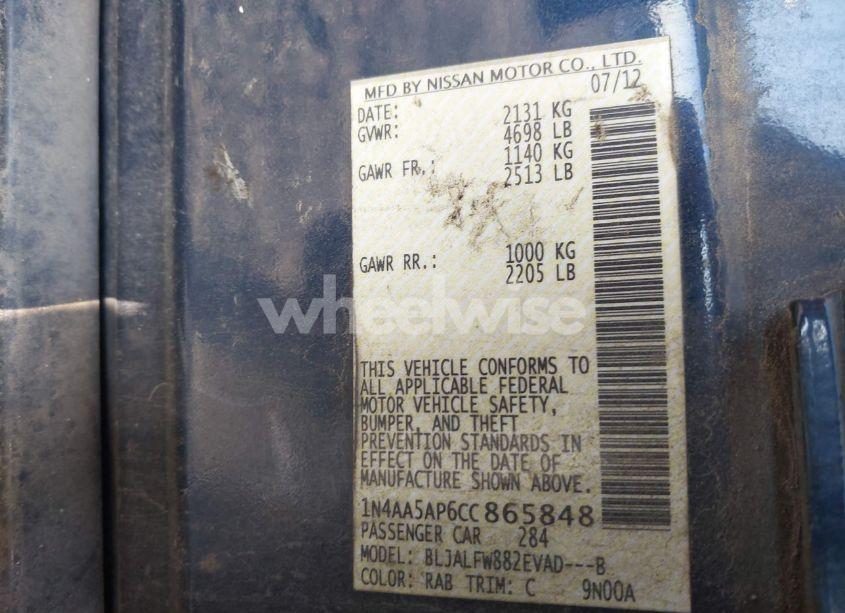 MFD BY NISSAN MOTOR CO., LTD.
DATE: 07/12
GVWR: 2131 KG
4698 LB
GAWR FR.: 1140 KG
2513 LB
GAWR RR.: 1000 KG
2205 LB
wheelwise
THIS VEHICLE CONFORMS TO
ALL APPLICABLE FEDERAL
MOTOR VEHICLE SAFETY,
BUMPER, AND THEFT
PREVENTION STANDARDS IN
EFFECT ON THE DATE OF
MANUFACTURE SHOWN ABOVE.
1N4AA5AP6CC865848
PASSENGER CAR 284
MODEL: BLJALFW882EVAD---B
COLOR: RAB TRIM: C 9N00A